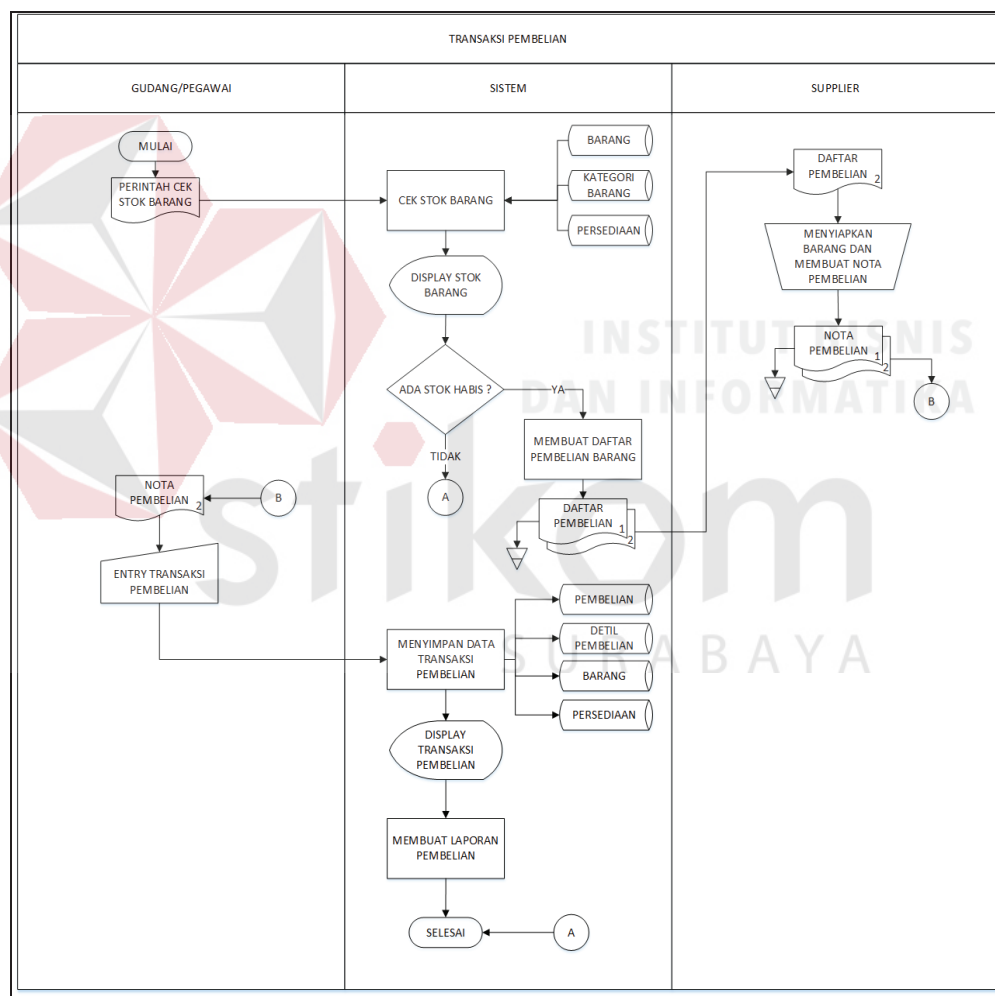 TRANSAKSI PEMBELIAN
GUDANG/PEGAWAI
SISTEM
SUPPLIER
MULAI
PERINTAH CEK
STOK BARANG
CEK STOK BARANG
BARANG
KATEGORI
BARANG
PERSEDIAAN
DISPLAY STOK
BARANG
ADA STOK HABIS ?
YA
TIDAK
A
MEMBUAT DAFTAR
PEMBELIAN BARANG
DAFTAR
PEMBELIAN
1
2
DAFTAR
PEMBELIAN
2
MENYIAPKAN
BARANG DAN
MEMBUAT NOTA
PEMBELIAN
NOTA
PEMBELIAN
1
2
B
NOTA
PEMBELIAN
2
B
ENTRY TRANSAKSI
PEMBELIAN
MENYIMPAN DATA
TRANSAKSI
PEMBELIAN
PEMBELIAN
DETIL
PEMBELIAN
BARANG
PERSEDIAAN
DISPLAY
TRANSAKSI
PEMBELIAN
MEMBUAT LAPORAN
PEMBELIAN
SELESAI
A
INSTITUT BISNIS
DAN INFORMATIKA
stikom
SURABAYA